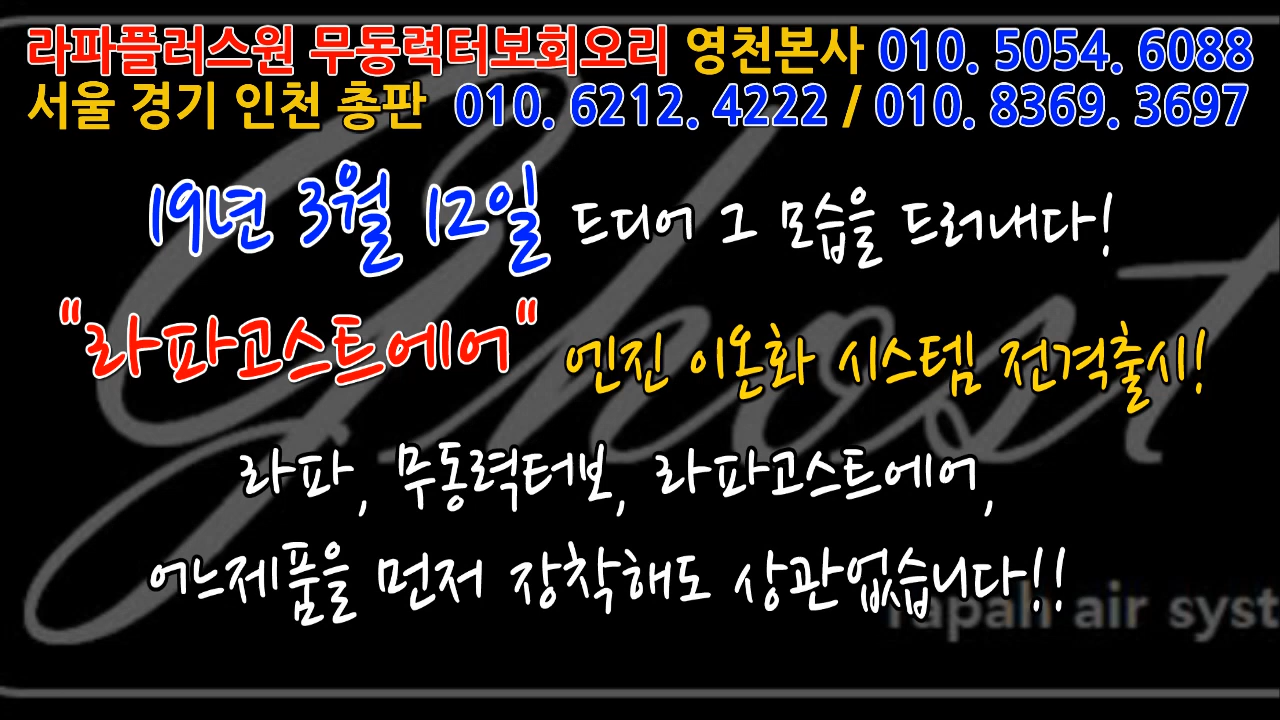 라파플러스원 무동력터보회오리 영천본사 010. 5054. 6088
서울 경기 인천 총판 010. 6212. 4222 / 010. 8369. 3697
19년 3월 12일 드디어 그 모습을 드러내다!
"라파고스트에어" 엔진 이온화 시스템 전격출시!
라파, 무동력터보, 라파고스트에어,
어느제품을 먼저 장착해도 상관없습니다!!
Ghost
rapah air syst